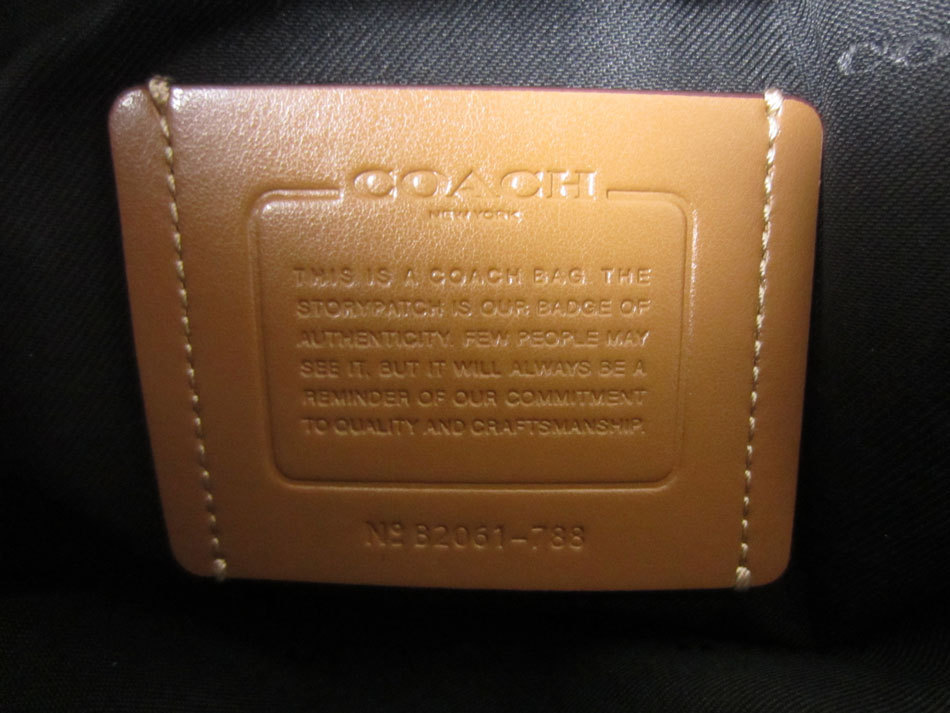 COACH
NEW YORK
THIS IS A COACH BAG. THE
STORYPATCH IS OUR BADGE OF
AUTHENTICITY. FEW PEOPLE MAY
SEE IT, BUT IT WILL ALWAYS BE A
REMINDER OF OUR COMMITMENT
TO QUALITY AND CRAFTSMANSHIP.
Nº B2061-788